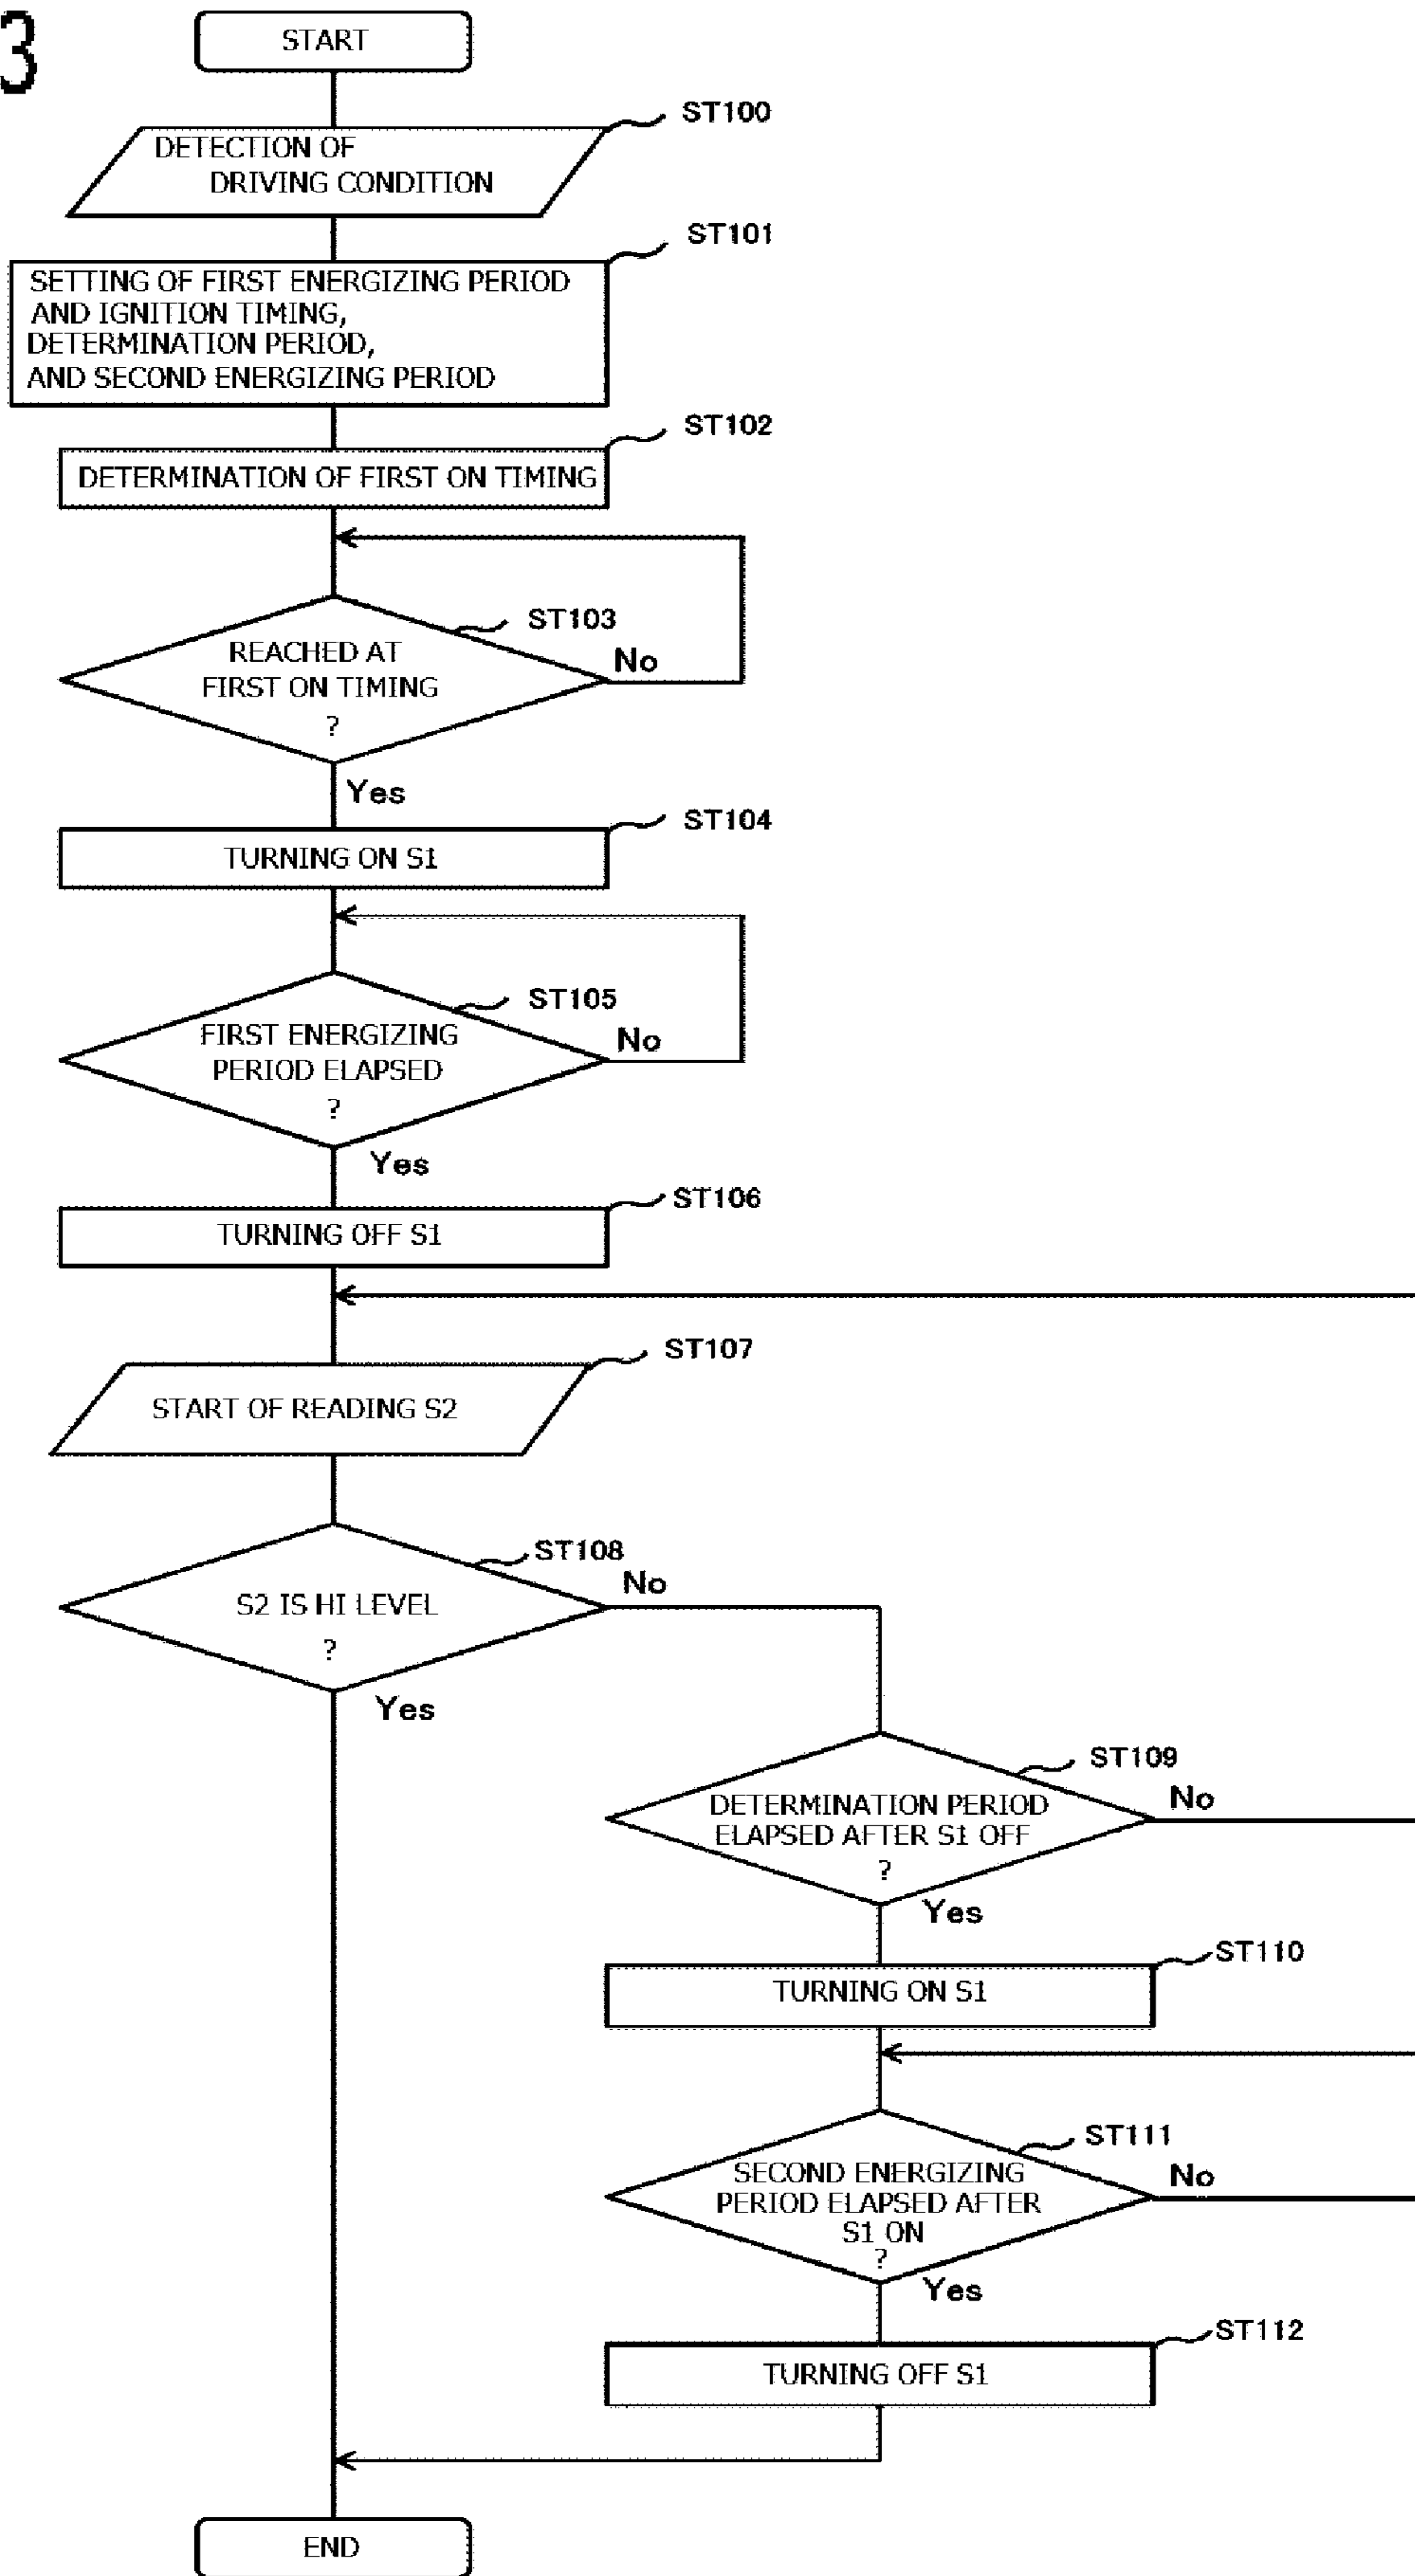 3
START
ST100
DETECTION OF
DRIVING CONDITION
ST101
SETTING OF FIRST ENERGIZING PERIOD
AND IGNITION TIMING,
DETERMINATION PERIOD,
AND SECOND ENERGIZING PERIOD
ST102
DETERMINATION OF FIRST ON TIMING
ST103
REACHED AT
FIRST ON TIMING
?
No
Yes
ST104
TURNING ON S1
ST105
FIRST ENERGIZING
PERIOD ELAPSED
?
No
Yes
ST106
TURNING OFF S1
ST107
START OF READING S2
ST108
S2 IS HI LEVEL
?
No
Yes
ST109
DETERMINATION PERIOD
ELAPSED AFTER S1 OFF
?
No
Yes
ST110
TURNING ON S1
ST111
SECOND ENERGIZING
PERIOD ELAPSED AFTER
S1 ON
?
No
Yes
ST112
TURNING OFF S1
END